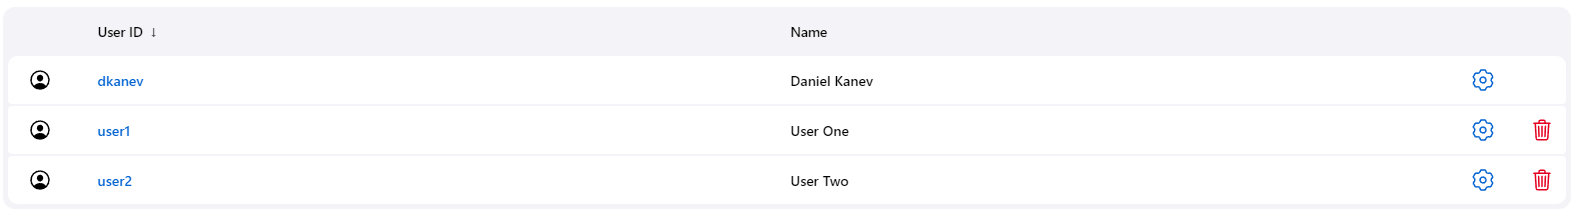 User ID ↓ Name
dkanev Daniel Kanev
user1 User One
user2 User Two